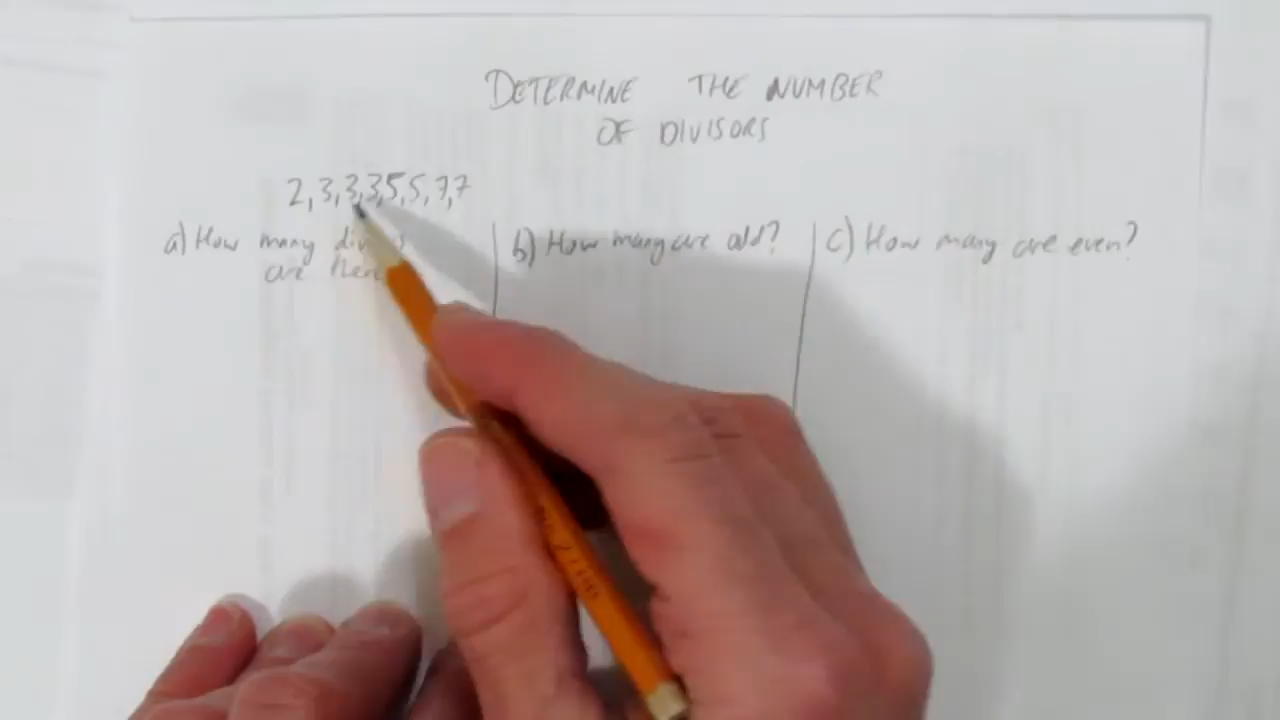 DETERMINE THE NUMBER
OF DIVISORS
2,3,3,3,5,5,7,7
a) How many
are
b) How many are odd?
c) How many are even?